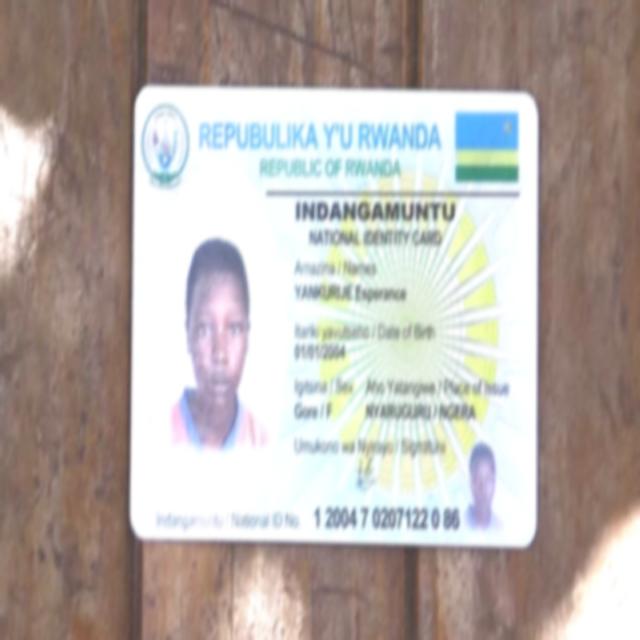 REPUBULIKA Y'U RWANDA
REPUBLIC OF RWANDA
INDANGAMUNTU
NATIONAL IDENTITY CARD
Amazina / Names
YANKURIJE Esperance
Itariki yavutseho / Date of Birth
01/01/2004
Igitsina / Sex Aho Yatangiwe / Place of Issue
Gore / F NYARUGURU / NGERA
Umukono wa Nyirayo / Signature
Indangamuntu / National ID No. 1 2004 7 0207122 0 86